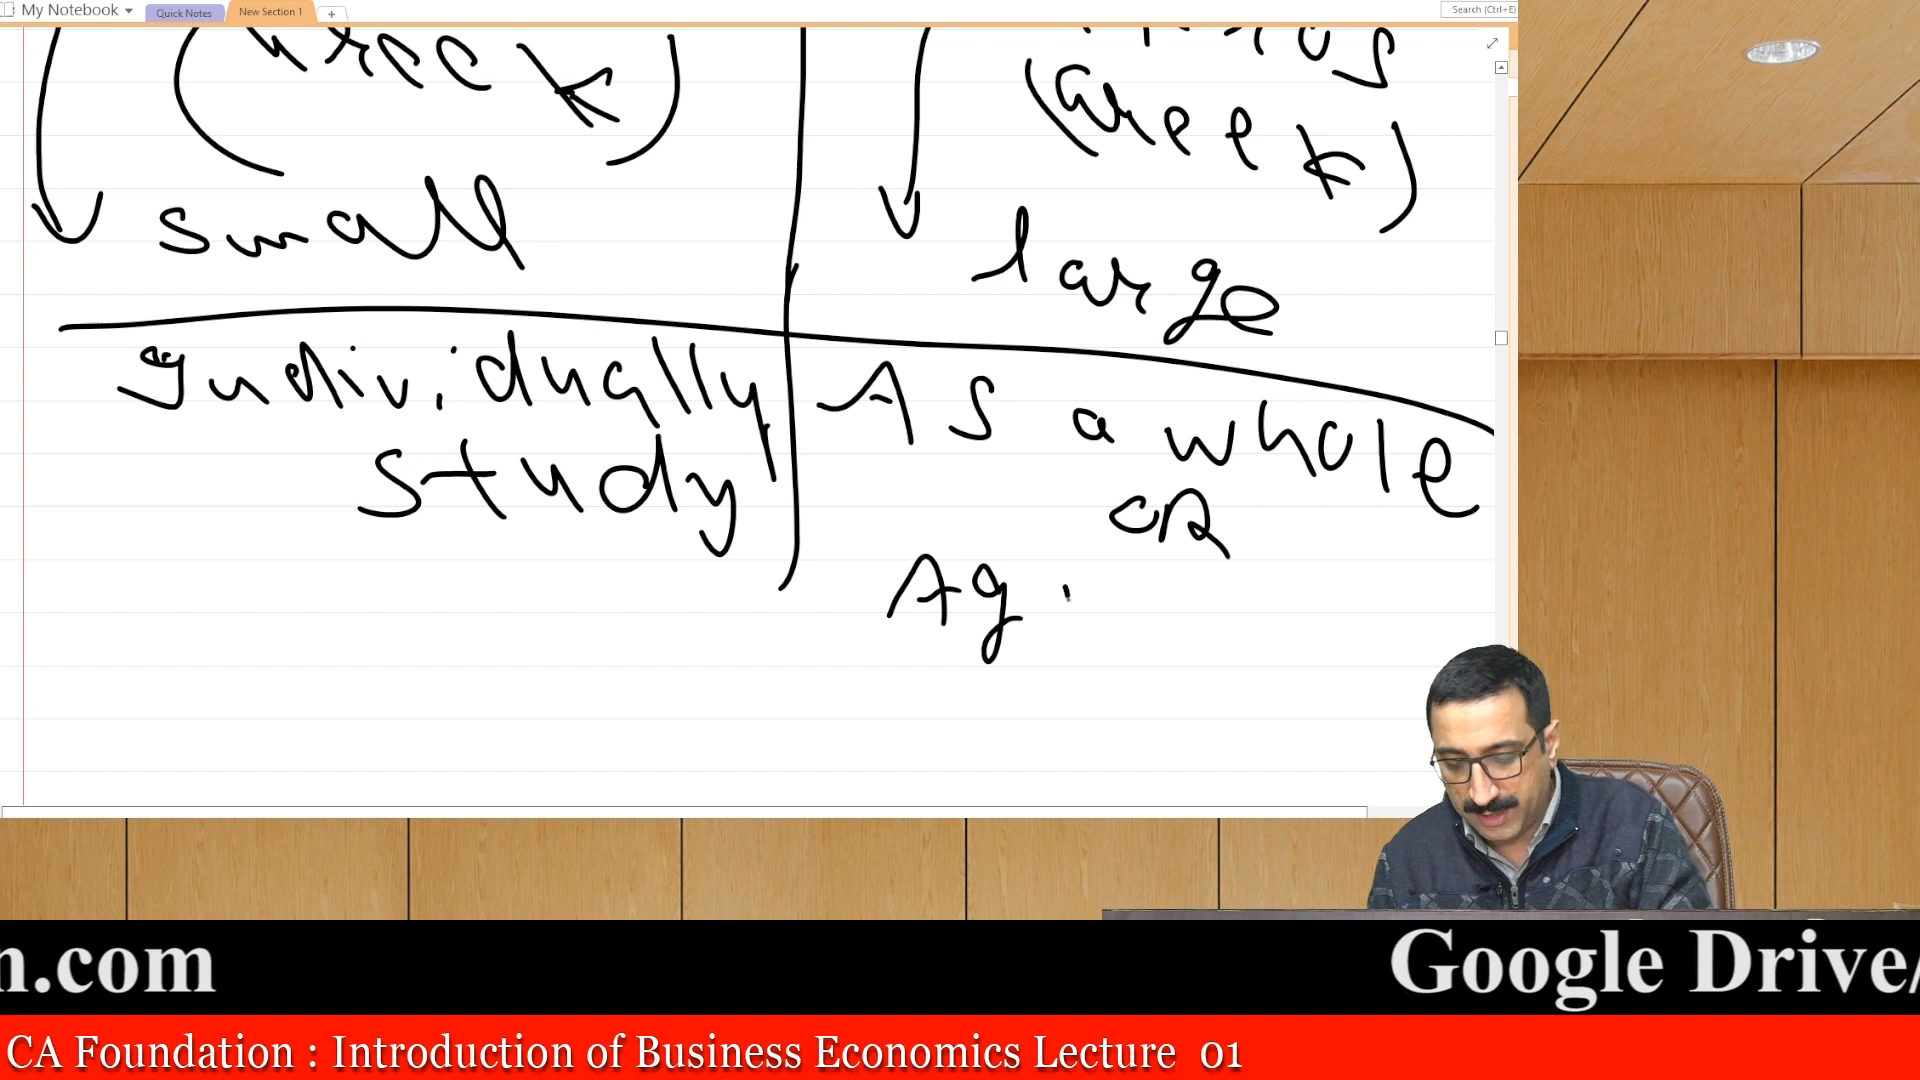 My Notebook
Quick Notes
New Section 1
+
Search (Ctrl+E)
(Greek)
(Greek)
small
large
Individually
study
As a whole
OR
Ag
n.com
Google Drive/
CA Foundation : Introduction of Business Economics Lecture 01